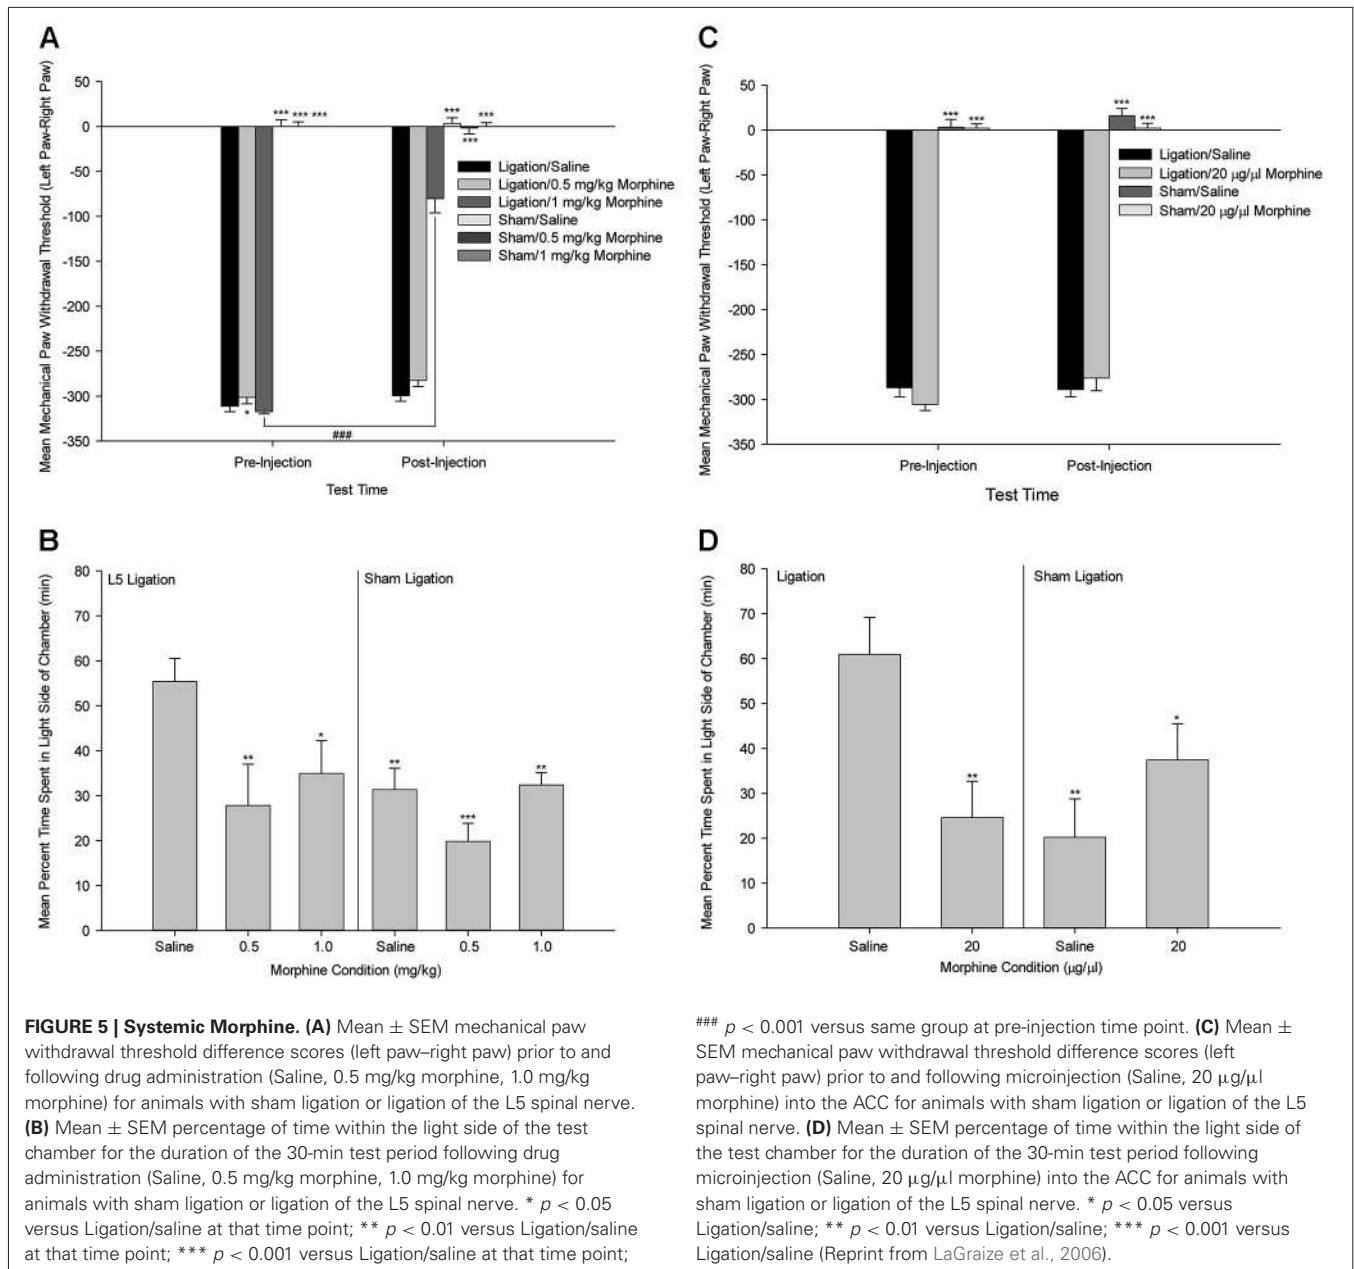 A
Mean Mechanical Paw Withdrawal Threshold (Left Paw-Right Paw)
50
0
-50
-100
-150
-200
-250
-300
-350
*** *** ***
***
***
***
*
###
Ligation/Saline
Ligation/0.5 mg/kg Morphine
Ligation/1 mg/kg Morphine
Sham/Saline
Sham/0.5 mg/kg Morphine
Sham/1 mg/kg Morphine
Pre-Injection
Post-Injection
Test Time
C
Mean Mechanical Paw Withdrawal Threshold (Left Paw-Right Paw)
50
0
-50
-100
-150
-200
-250
-300
-350
*** ***
***
***
Ligation/Saline
Ligation/20 µg/µl Morphine
Sham/Saline
Sham/20 µg/µl Morphine
Pre-Injection
Post-Injection
Test Time
B
Mean Percent Time Spent in Light Side of Chamber (min)
80
70
60
50
40
30
20
10
0
L5 Ligation
Sham Ligation
**
*
**
***
**
Saline 0.5 1.0 Saline 0.5 1.0
Morphine Condition (mg/kg)
D
Mean Percent Time Spent in Light Side of Chamber (min)
80
70
60
50
40
30
20
10
0
Ligation
Sham Ligation
**
**
*
Saline 20 Saline 20
Morphine Condition (µg/µl)
FIGURE 5 | Systemic Morphine. (A) Mean ± SEM mechanical paw
withdrawal threshold difference scores (left paw–right paw) prior to and
following drug administration (Saline, 0.5 mg/kg morphine, 1.0 mg/kg
morphine) for animals with sham ligation or ligation of the L5 spinal nerve.
(B) Mean ± SEM percentage of time within the light side of the test
chamber for the duration of the 30-min test period following drug
administration (Saline, 0.5 mg/kg morphine, 1.0 mg/kg morphine) for
animals with sham ligation or ligation of the L5 spinal nerve. * p < 0.05
versus Ligation/saline at that time point; ** p < 0.01 versus Ligation/saline
at that time point; *** p < 0.001 versus Ligation/saline at that time point;
### p < 0.001 versus same group at pre-injection time point. (C) Mean ±
SEM mechanical paw withdrawal threshold difference scores (left
paw–right paw) prior to and following microinjection (Saline, 20 µg/µl
morphine) into the ACC for animals with sham ligation or ligation of the L5
spinal nerve. (D) Mean ± SEM percentage of time within the light side of
the test chamber for the duration of the 30-min test period following
microinjection (Saline, 20 µg/µl morphine) into the ACC for animals with
sham ligation or ligation of the L5 spinal nerve. * p < 0.05 versus
Ligation/saline; ** p < 0.01 versus Ligation/saline; *** p < 0.001 versus
Ligation/saline (Reprint from LaGraize et al., 2006).